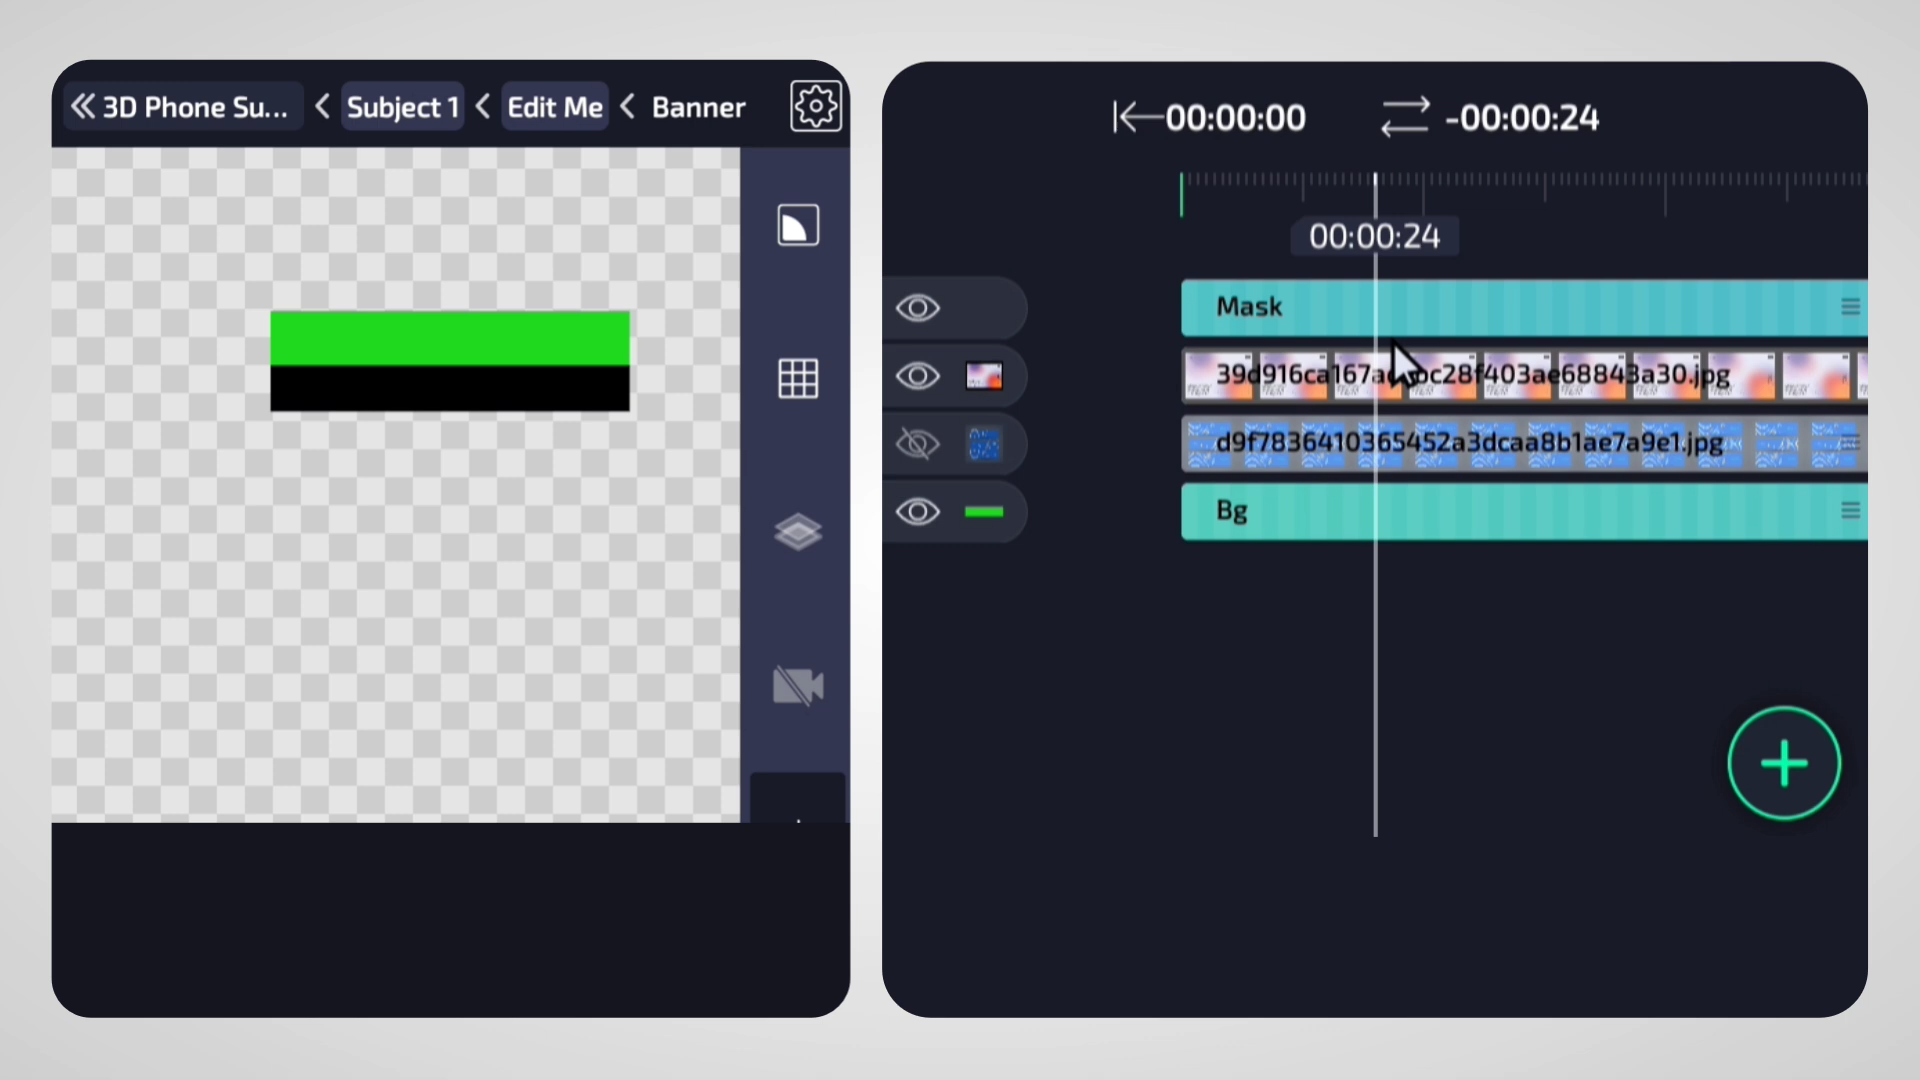 3D Phone Su... Subject 1 Edit Me Banner
00:00:00 -00:00:24
00:00:24
Mask
d9f7836410365452a3dcaa8b1ae7a9e1.jpg
Bg